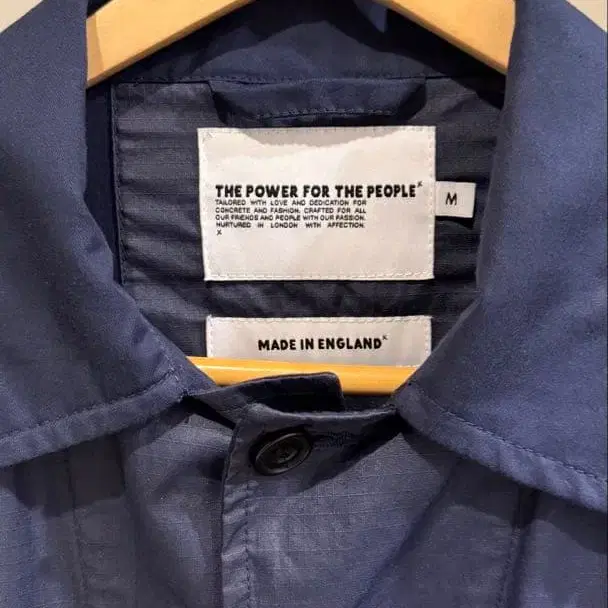 THE POWER FOR THE PEOPLE x
TAILORED WITH LOVE AND DEDICATION FOR
CONCRETE AND FASHION. CRAFTED FOR ALL
OUR FRIENDS AND PEOPLE WITH OUR PASSION.
NURTURED IN LONDON WITH AFFECTION.
X
M
MADE IN ENGLAND x